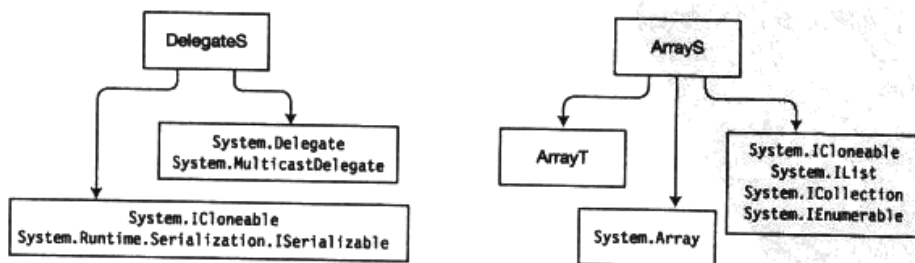 DelegateS
System.Delegate
System.MulticastDelegate
System.ICloneable
System.Runtime.Serialization.ISerializable
ArrayS
ArrayT
System.Array
System.ICloneable
System.IList
System.ICollection
System.IEnumerable